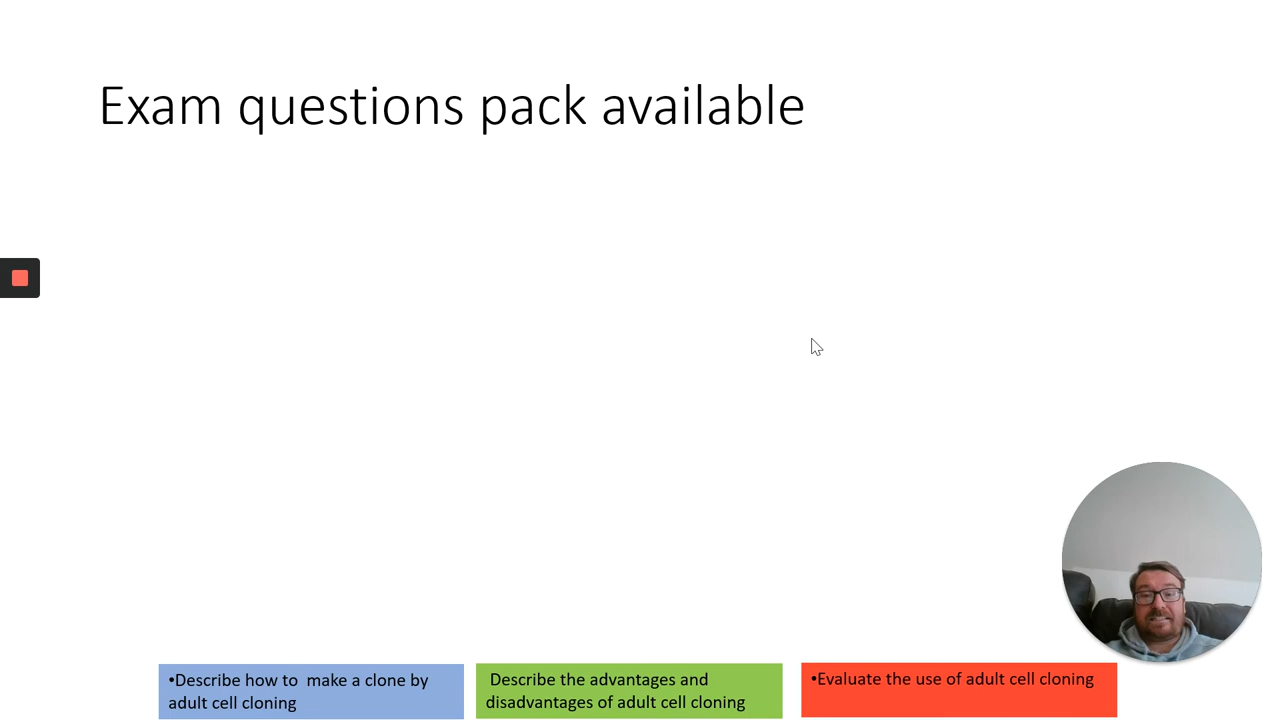 Exam questions pack available
•Describe how to  make a clone by
adult cell cloning
Describe the advantages and
disadvantages of adult cell cloning
•Evaluate the use of adult cell cloning